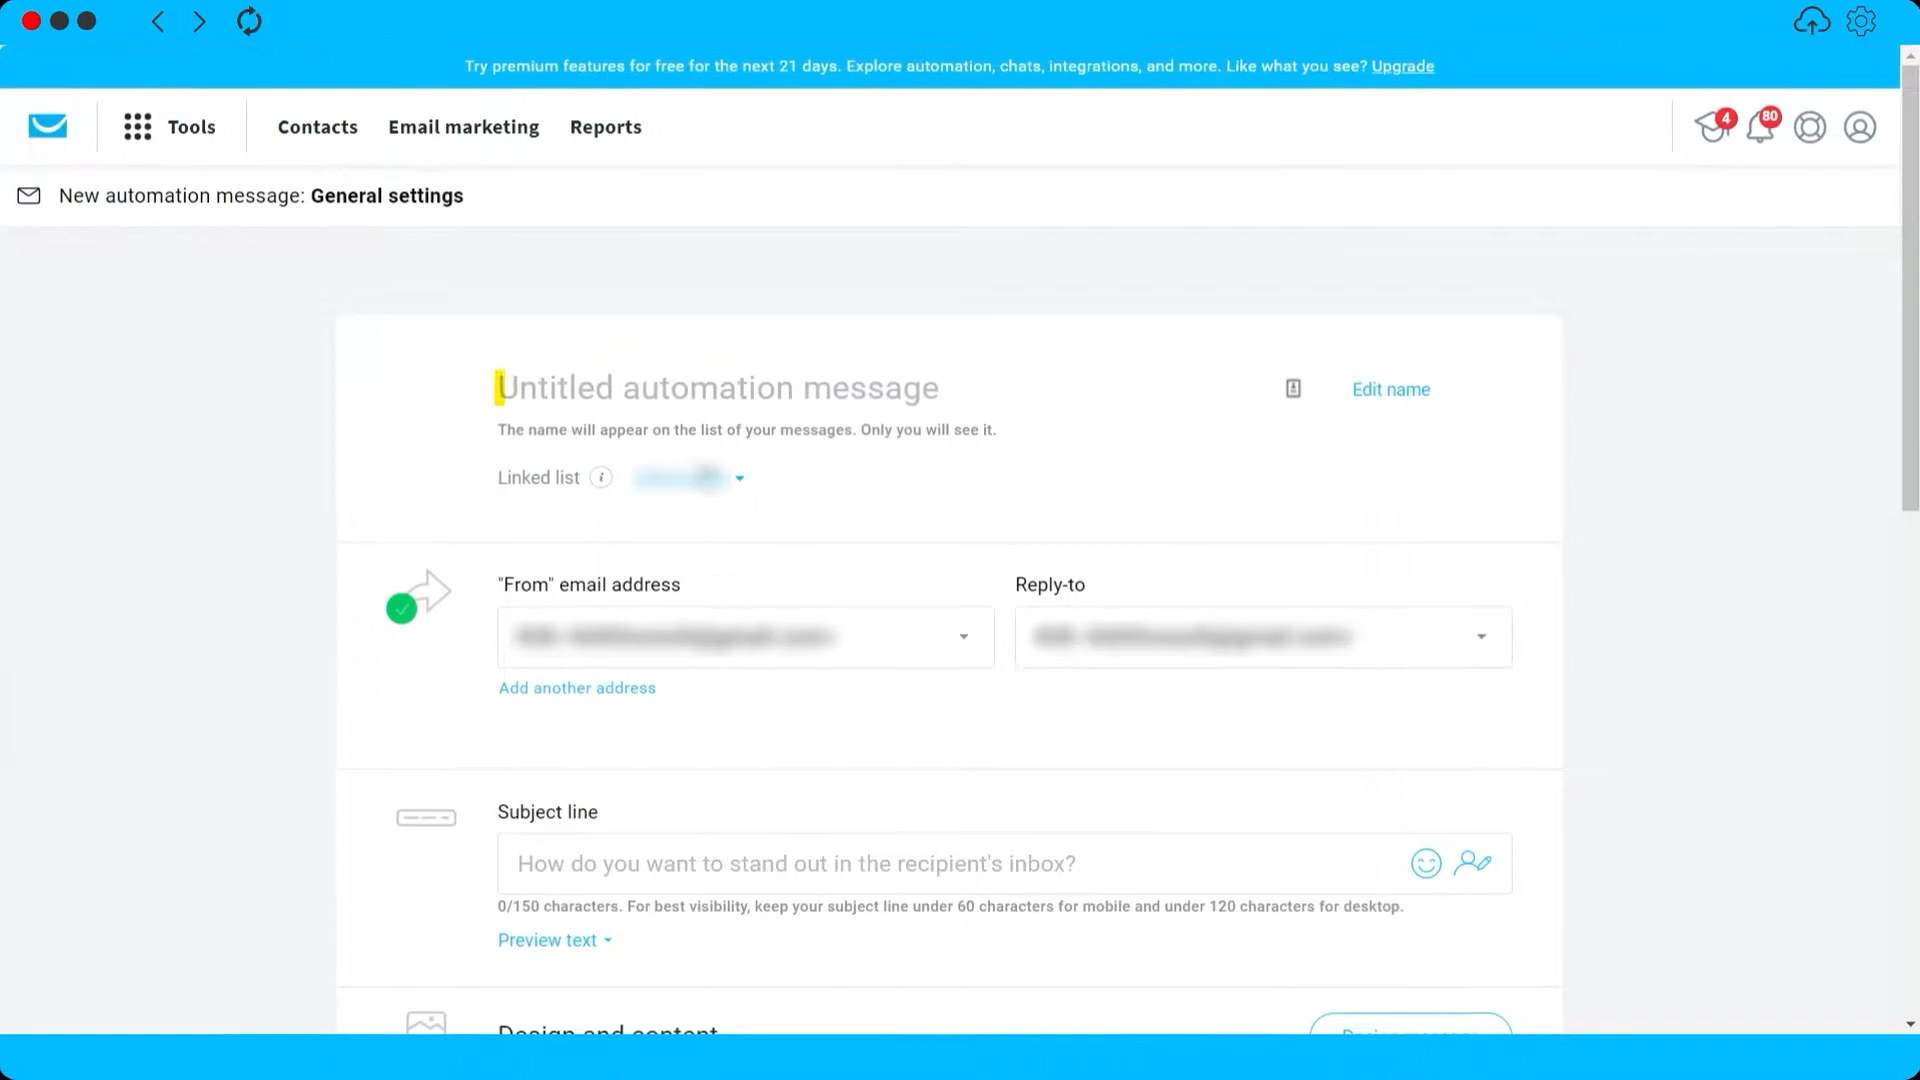 Try premium features for free for the next 21 days. Explore automation, chats, integrations, and more. Like what you see? Upgrade
Tools
Contacts
Email marketing
Reports
4
80
New automation message: General settings
Untitled automation message
Edit name
The name will appear on the list of your messages. Only you will see it.
Linked list
"From" email address
Reply-to
Add another address
Subject line
How do you want to stand out in the recipient's inbox?
0/150 characters. For best visibility, keep your subject line under 60 characters for mobile and under 120 characters for desktop.
Preview text
Design and content